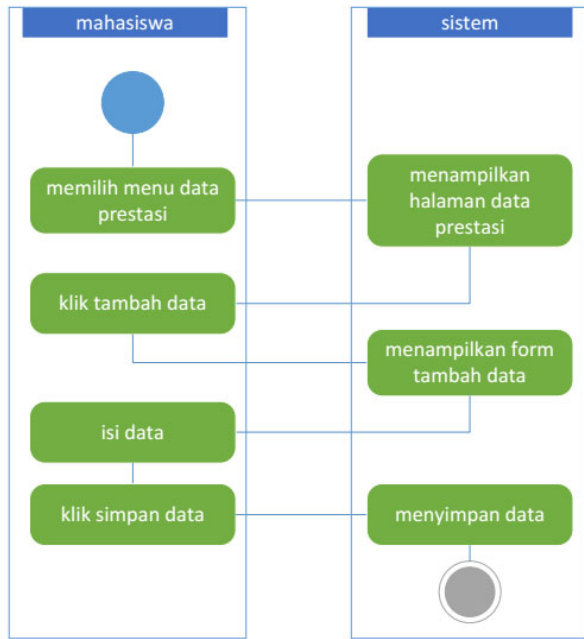 mahasiswa
sistem
memilih menu data
prestasi
menampilkan
halaman data
prestasi
klik tambah data
menampilkan form
tambah data
isi data
klik simpan data
menyimpan data